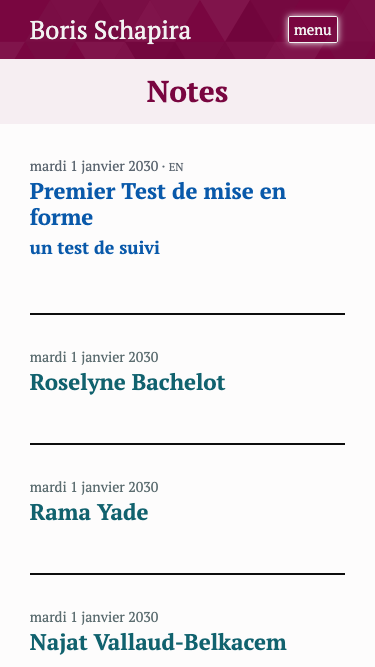 Boris Schapira
menu
Notes
mardi 1 janvier 2030 · EN
Premier Test de mise en
forme
un test de suivi
mardi 1 janvier 2030
Roselyne Bachelot
mardi 1 janvier 2030
Rama Yade
mardi 1 janvier 2030
Najat Vallaud-Belkacem